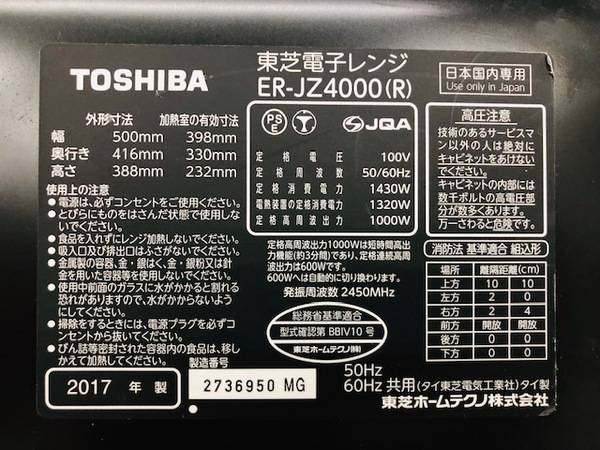 TOSHIBA
東芝電子レンジ
ER-JZ4000(R)
日本国内専用
Use only in Japan
外形寸法 加熱室の有効寸法
幅 500mm 398mm
奥行き 416mm 330mm
高さ 388mm 232mm
PS
E
JQA
定格電圧 100V
定格周波数 50/60Hz
定格消費電力 1430W
電熱装置の定格消費電力 1320W
定格高周波出力 1000W
高圧注意
技術のあるサービスマ
ン以外の人は絶対に
キャビネットをあけない
でください。
キャビネットの内部には
数千ボルトの高電圧部
分が数多くあります。
万一さわると危険です。
使用上の注意
●電源は、必ずコンセントをご使用ください。
●とびらにものをはさんだ状態で使用しな
いでください。
●食品を入れずにレンジ加熱しないでください。
●吸入口及び排出口はふさがないでください。
●金属製の容器、金・銀はく、金・銀粉又は針
金を用いた容器等を使用しないでください。
●使用中前面のガラスに水がかかると割れる
恐れがありますので、水がかからないように
にしてください。
●掃除をするときには、電源プラグを必ずコ
ンセントから抜いてください。
●びん詰等密封された容器内の食品は、移し
かえて加熱してください。
定格高周波出力1000Wは短時間高出
力機能(約3分間)であり、定格連続高周
波出力は600Wです。
600Wへは自動的に切り換わります。
発振周波数 2450MHz
総務省基準適合
型式確認第 BBIV10 号
東芝ホームテクノ(株)
消防法 基準適合 組込形
場所 離隔距離(cm)
上方 10 10
左方 2 0
右方 2 4
前方 開放 開放
後方 0 0
下方 0 0
2017 年 製
製造番号
2736950 MG
50Hz
60Hz 共用(タイ東芝電気工業社)タイ製
東芝ホームテクノ株式会社